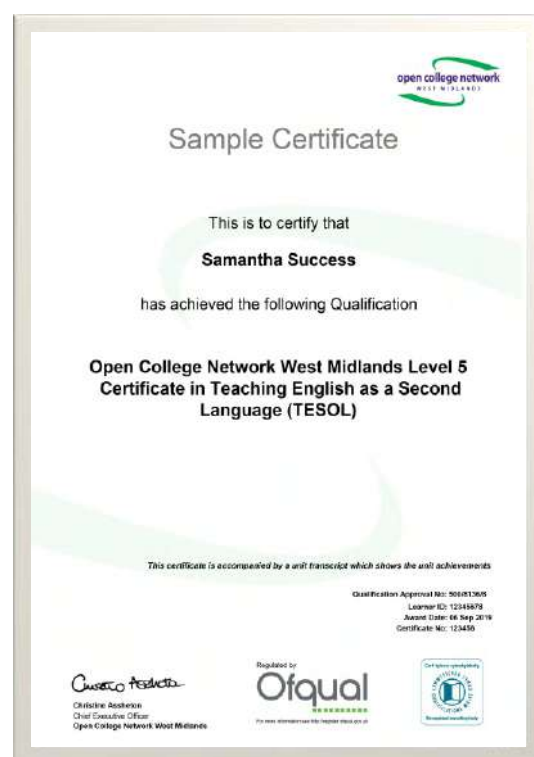 open college network
WEST MIDLANDS
Sample Certificate
This is to certify that
Samantha Success
has achieved the following Qualification
Open College Network West Midlands Level 5
Certificate in Teaching English as a Second
Language (TESOL)
This certificate is accompanied by a unit transcript which shows the unit achievements
Qualification Approval No:
Learner ID: 12345678
Award Date: 06 Sep 2019
Certificate No: 123456
Regulated by
Ofqual
Christine Assheton
Chief Executive Officer
Open College Network West Midlands